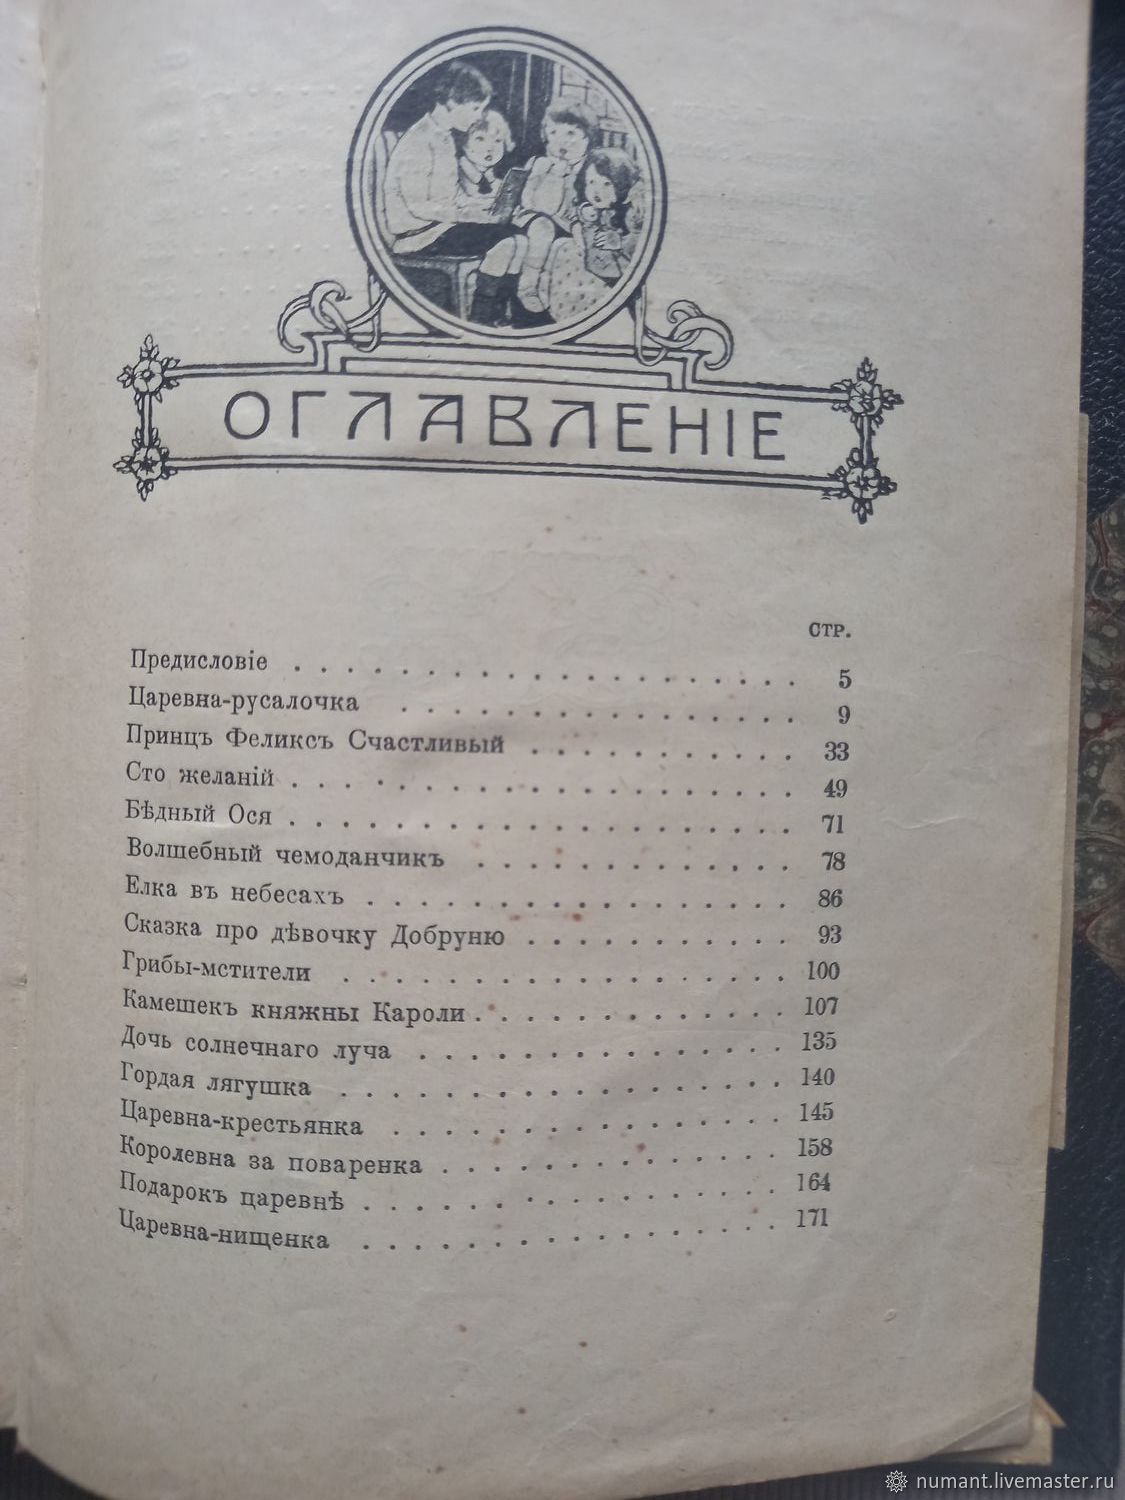 ОГЛАВЛЕНІЕ
СТР.
Предисловіе . . . . . . . . . . . . . . . . . . . . 5
Царевна-русалочка . . . . . . . . . . . . . . . . 9
Принцъ Феликсъ Счастливый . . . . . . . . . . . 33
Сто желаній . . . . . . . . . . . . . . . . . . . . 49
Бѣдный Ося . . . . . . . . . . . . . . . . . . . . 71
Волшебный чемоданчикъ . . . . . . . . . . . . . 78
Елка въ небесахъ . . . . . . . . . . . . . . . . . 86
Сказка про дѣвочку Добруню . . . . . . . . . . . 93
Грибы-мстители . . . . . . . . . . . . . . . . . . 100
Камешекъ княжны Кароли . . . . . . . . . . . . . 107
Дочь солнечнаго луча . . . . . . . . . . . . . . . 135
Гордая лягушка . . . . . . . . . . . . . . . . . . 140
Царевна-крестьянка . . . . . . . . . . . . . . . . 145
Королевна за поваренка . . . . . . . . . . . . . . 158
Подарокъ царевнѣ . . . . . . . . . . . . . . . . . 164
Царевна-нищенка . . . . . . . . . . . . . . . . . 171
numant.livemaster.ru